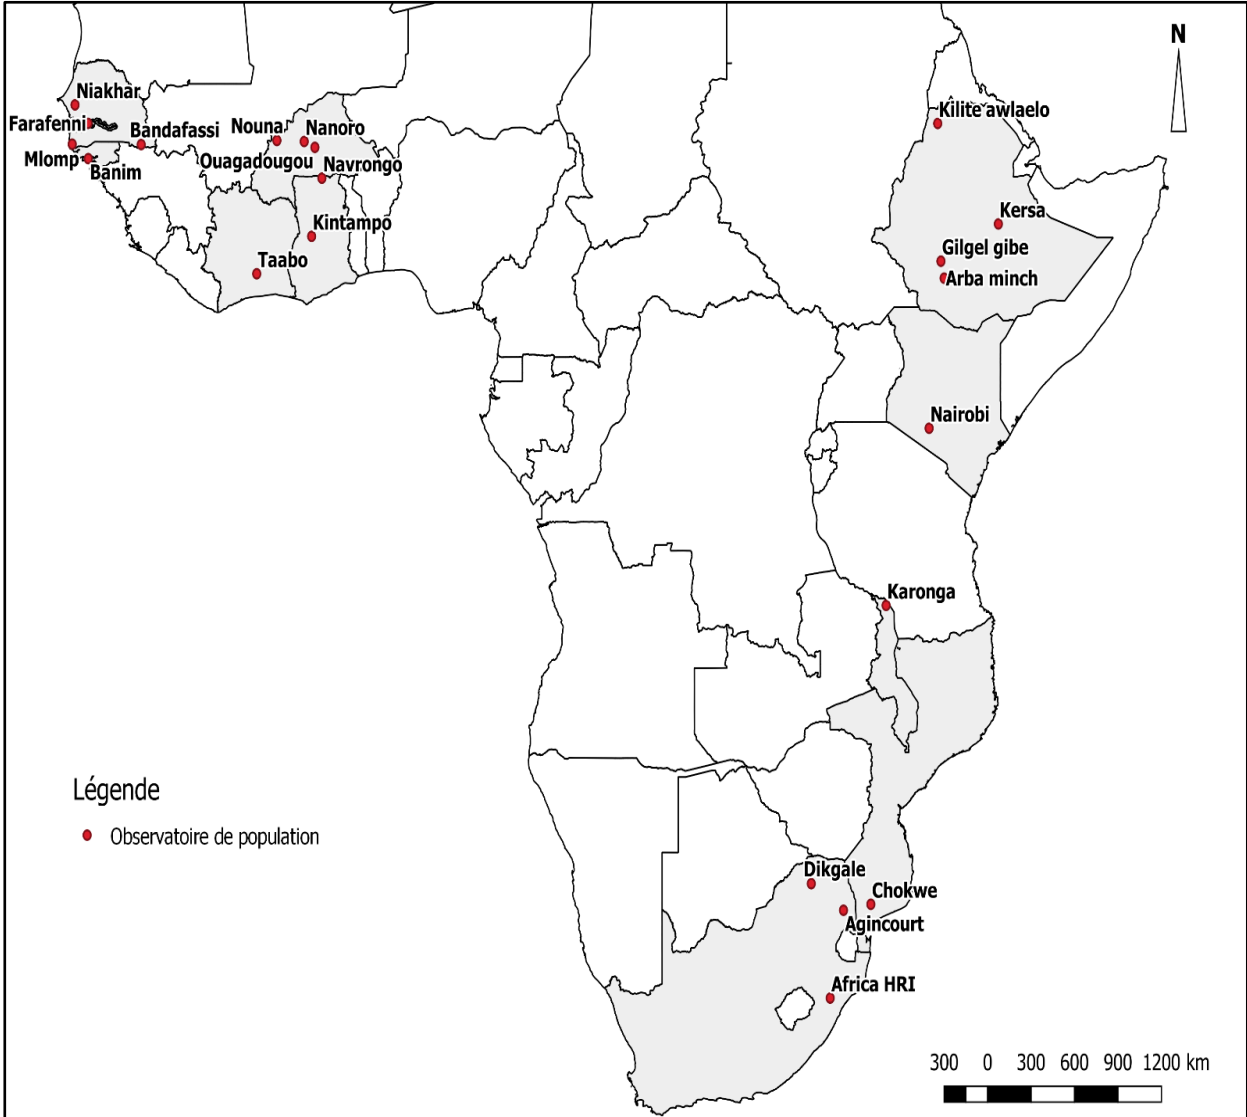 N
Niakhar
Kilite awlaelo
Farafenni
Bandafassi
Nouna
Nanoro
Mlomp
Banim
Ouagadougou
Navrongo
Kersa
Kintampo
Gilgel gibe
Taabo
Arba minch
Nairobi
Karonga
Légende
Observatoire de population
Dikgale
Chokwe
Agincourt
Africa HRI
300 0 300 600 900 1200 km